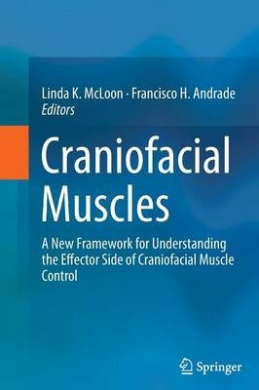 Linda K. McLoon · Francisco H. Andrade
Editors
Craniofacial
Muscles
A New Framework for Understanding
the Effector Side of Craniofacial Muscle
Control
Springer